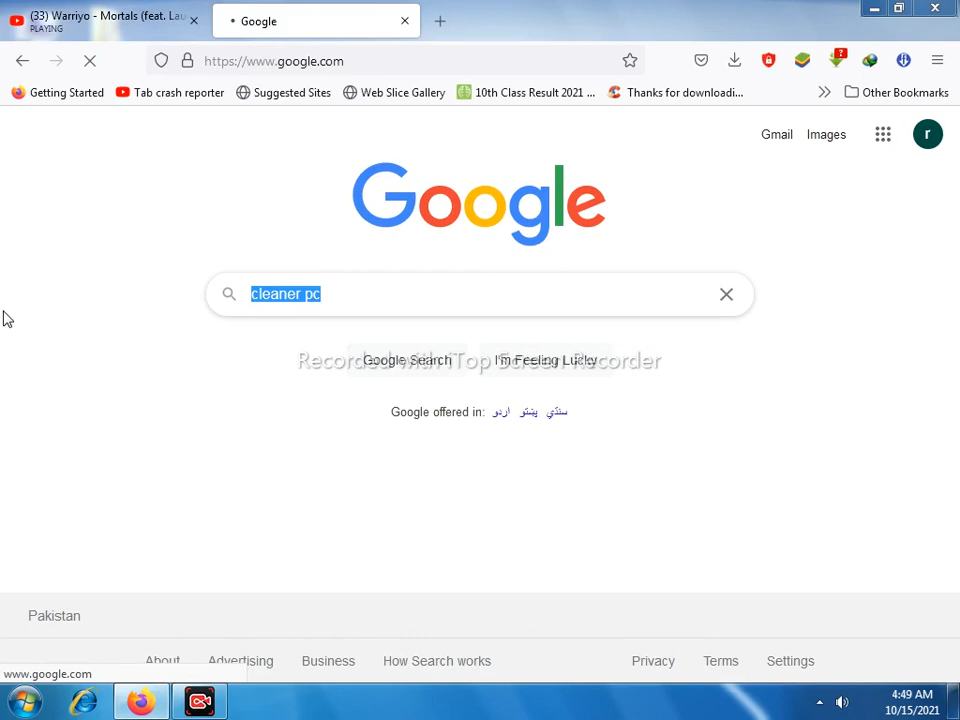 (33) Warriyo - Mortals (feat. Lau
PLAYING
Google
https://www.google.com
Getting Started
Tab crash reporter
Suggested Sites
Web Slice Gallery
10th Class Result 2021 ...
Thanks for downloadi...
Other Bookmarks
Gmail
Images
r
Google
cleaner pc
Google Search
I'm Feeling Lucky
Recorded with iTop Screen Recorder
Google offered in: اردو پښتو سنڌي
Pakistan
About
Advertising
Business
How Search works
Privacy
Terms
Settings
www.google.com
4:49 AM
10/15/2021